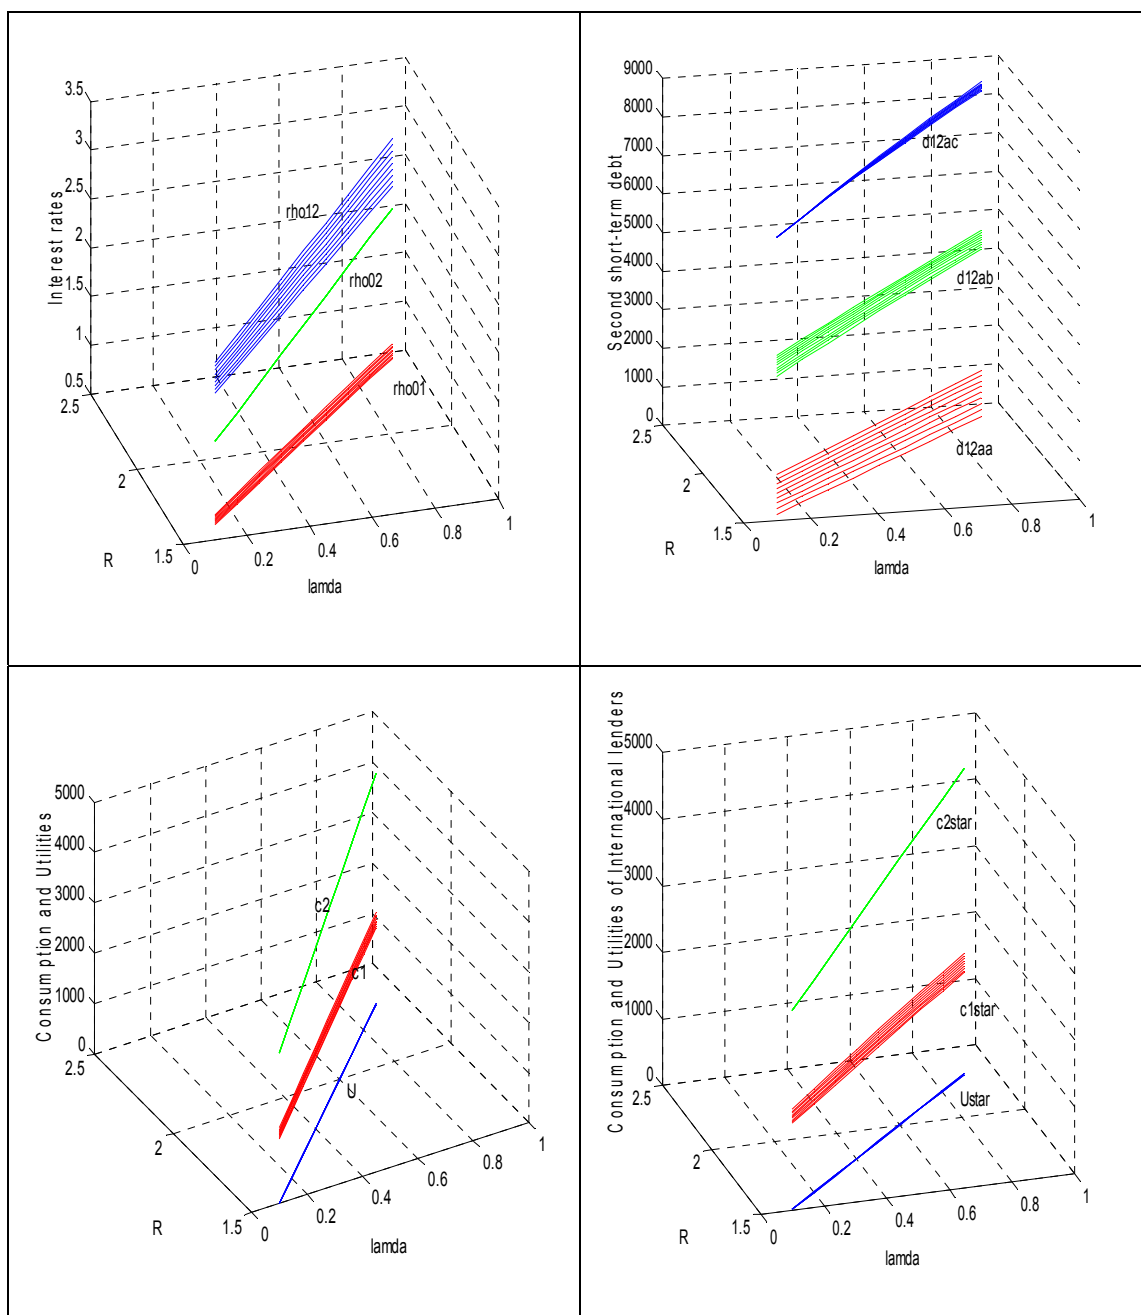 Interest rates
3.5
3
2.5
2
1.5
1
0.5
2.5
2
1.5
R
0
0.2
0.4
0.6
0.8
1
lamda
rho12
rho02
rho01
Second short-term debt
9000
8000
7000
6000
5000
4000
3000
2000
1000
0
2.5
2
1.5
R
0
0.2
0.4
0.6
0.8
1
lamda
d12ac
d12ab
d12aa
Consumption and Utilities
5000
4000
3000
2000
1000
0
2.5
2
1.5
R
0
0.2
0.4
0.6
0.8
1
lamda
c2
c1
U
Consumption and Utilities of International lenders
5000
4000
3000
2000
1000
0
2.5
2
1.5
R
0
0.2
0.4
0.6
0.8
1
lamda
c2star
c1star
Ustar